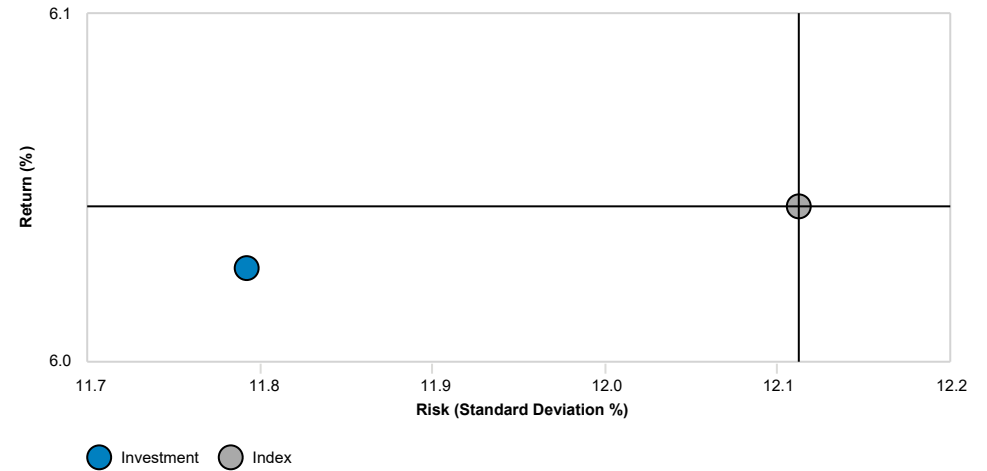 6.1
Return (%)
6.0
11.7 11.8 11.9 12.0 12.1 12.2
Risk (Standard Deviation %)
Investment Index